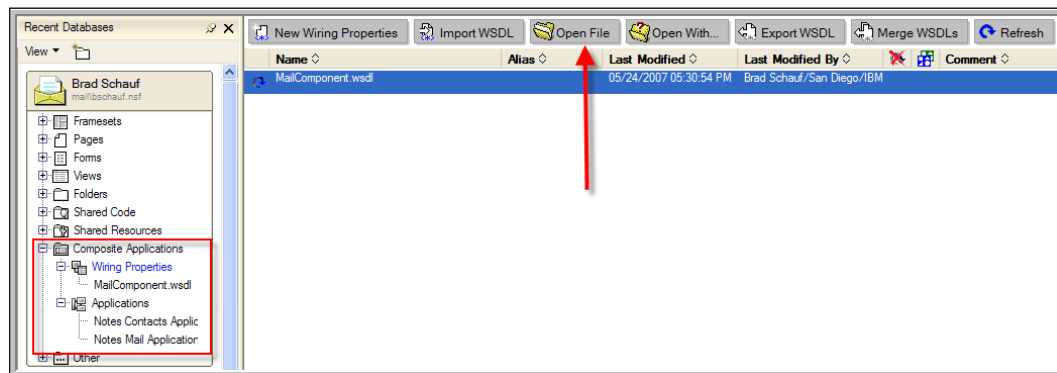 Recent Databases
View
Brad Schauf
mail\bschauf.nsf
Framesets
Pages
Forms
Views
Folders
Shared Code
Shared Resources
Composite Applications
Wiring Properties
MailComponent.wsdl
Applications
Notes Contacts Applic
Notes Mail Application
Other
New Wiring Properties Import WSDL Open File Open With... Export WSDL Merge WSDLs Refresh
Name Alias Last Modified Last Modified By Comment
MailComponent.wsdl 05/24/2007 05:30:54 PM Brad Schauf/San Diego/IBM